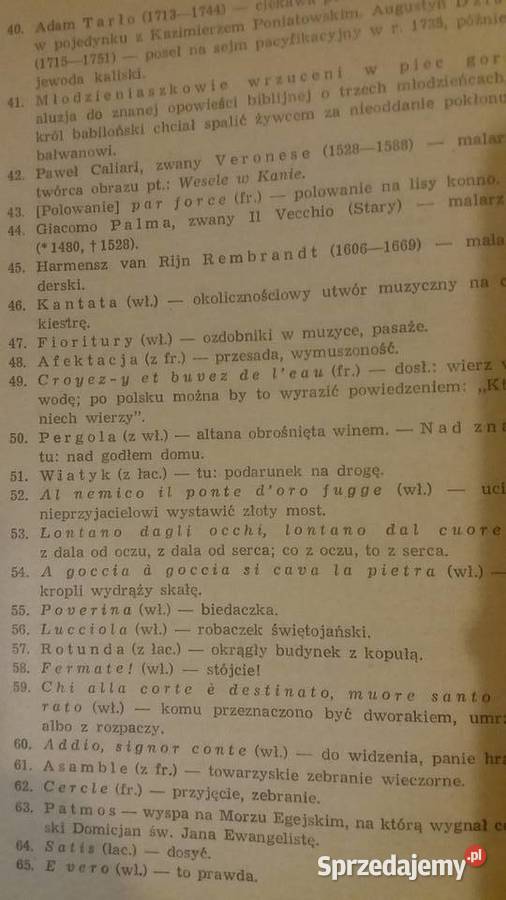 40. Adam Tarło (1713—1744) — ciekawa
w pojedynku z Kazimierzem Poniatowskim. Augustyn
(1715—1751) — poseł na sejm pacyfikacyjny w r. 1735, później
jewoda kaliski.
41. Młodzieniaszkowie wrzuceni w piec gor
aluzja do znanej opowieści biblijnej o trzech młodzieńcach,
król babiloński chciał spalić żywcem za nieoddanie pokłonu
bałwanowi.
42. Paweł Caliari, zwany Veronese (1528—1588) — malarz
twórca obrazu pt.: Wesele w Kanie.
43. [Polowanie] par force (fr.) — polowanie na lisy konno.
44. Giacomo Palma, zwany Il Vecchio (Stary) — malarz
(*1480, †1528).
45. Harmensz van Rijn Rembrandt (1606—1669) — mala
derski.
46. Kantata (wł.) — okolicznościowy utwór muzyczny na c
kiestrę.
47. Fioritury (wł.) — ozdobniki w muzyce, pasaże.
48. Afektacja (z fr.) — przesada, wymuszoność.
49. Croyez-y et buvez de l'eau (fr.) — dosł.: wierz w
wodę; po polsku można by to wyrazić powiedzeniem: „Kt
niech wierzy".
50. Pergola (z wł.) — altana obrośnięta winem. — Nad zna
tu: nad godłem domu.
51. Wiatyk (z łac.) — tu: podarunek na drogę.
52. Al nemico il ponte d'oro fugge (wł.) — uci
nieprzyjacielowi wystawić złoty most.
53. Lontano dagli occhi, lontano dal cuore
z dala od oczu, z dala od serca; co z oczu, to z serca.
54. A goccia à goccia si cava la pietra (wł.) —
kropli wydrąży skałę.
55. Poverina (wł.) — biedaczka.
56. Lucciola (wł.) — robaczek świętojański.
57. Rotunda (z łac.) — okrągły budynek z kopułą.
58. Fermate! (wł.) — stójcie!
59. Chi alla corte è destinato, muore santo
rato (wł.) — komu przeznaczono być dworakiem, umrz
albo z rozpaczy.
60. Addio, signor conte (wł.) — do widzenia, panie hra
61. Asamble (z fr.) — towarzyskie zebranie wieczorne.
62. Cercle (fr.) — przyjęcie, zebranie.
63. Patmos — wyspa na Morzu Egejskim, na którą wygnał ce
ski Domicjan św. Jana Ewangelistę.
64. Satis (łac.) — dosyć.
65. E vero (wł.) — to prawda.
Sprzedajemy.pl